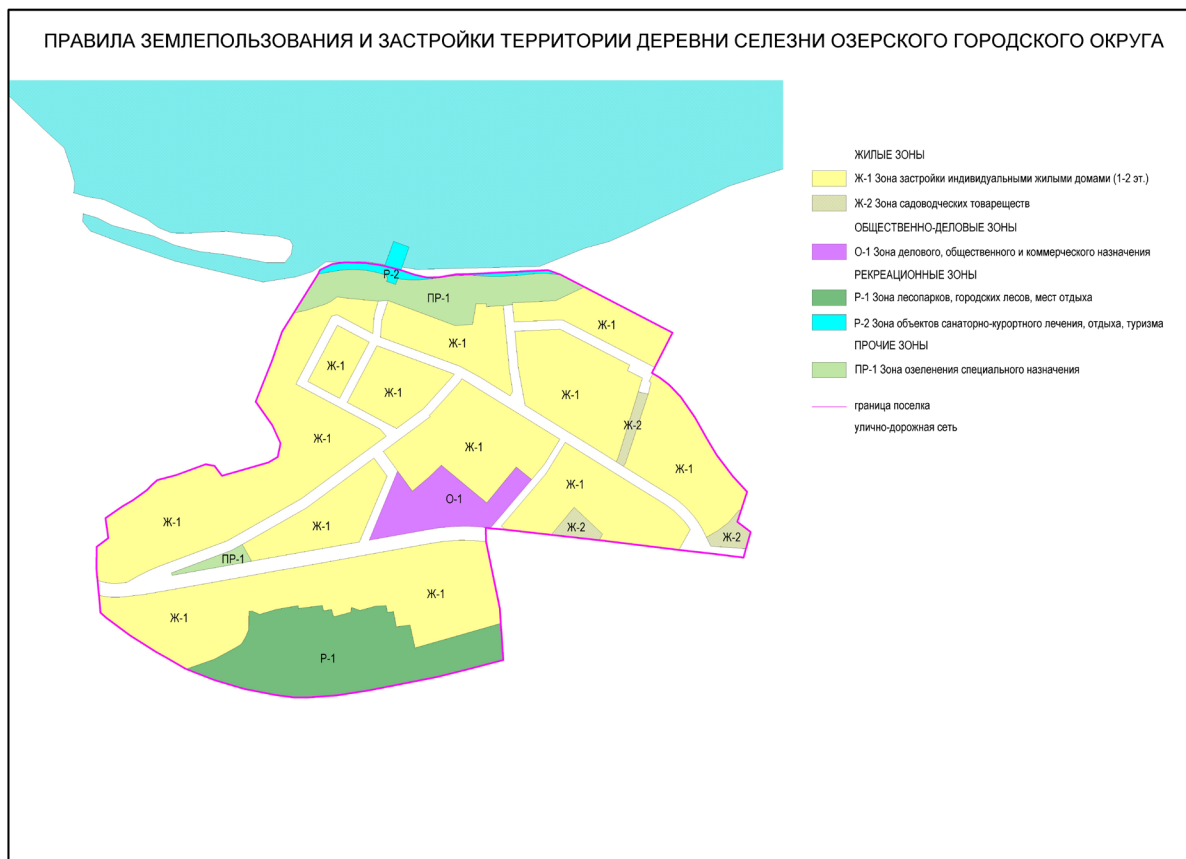 ПРАВИЛА ЗЕМЛЕПОЛЬЗОВАНИЯ И ЗАСТРОЙКИ ТЕРРИТОРИИ ДЕРЕВНИ СЕЛЕЗНИ ОЗЕРСКОГО ГОРОДСКОГО ОКРУГА
ЖИЛЫЕ ЗОНЫ
Ж-1 Зона застройки индивидуальными жилыми домами (1-2 эт.)
Ж-2 Зона садоводческих товареществ
ОБЩЕСТВЕННО-ДЕЛОВЫЕ ЗОНЫ
О-1 Зона делового, общественного и коммерческого назначения
РЕКРЕАЦИОННЫЕ ЗОНЫ
Р-1 Зона лесопарков, городских лесов, мест отдыха
Р-2 Зона объектов санаторно-курортного лечения, отдыха, туризма
ПРОЧИЕ ЗОНЫ
ПР-1 Зона озеленения специального назначения
граница поселка
улично-дорожная сеть
Р-2
ПР-1
Ж-1
Ж-1
Ж-1
Ж-1
Ж-1
Ж-2
Ж-1
Ж-1
Ж-1
Ж-1
Ж-1
О-1
Ж-1
Ж-1
Ж-2
Ж-2
ПР-1
Ж-1
Ж-1
Р-1